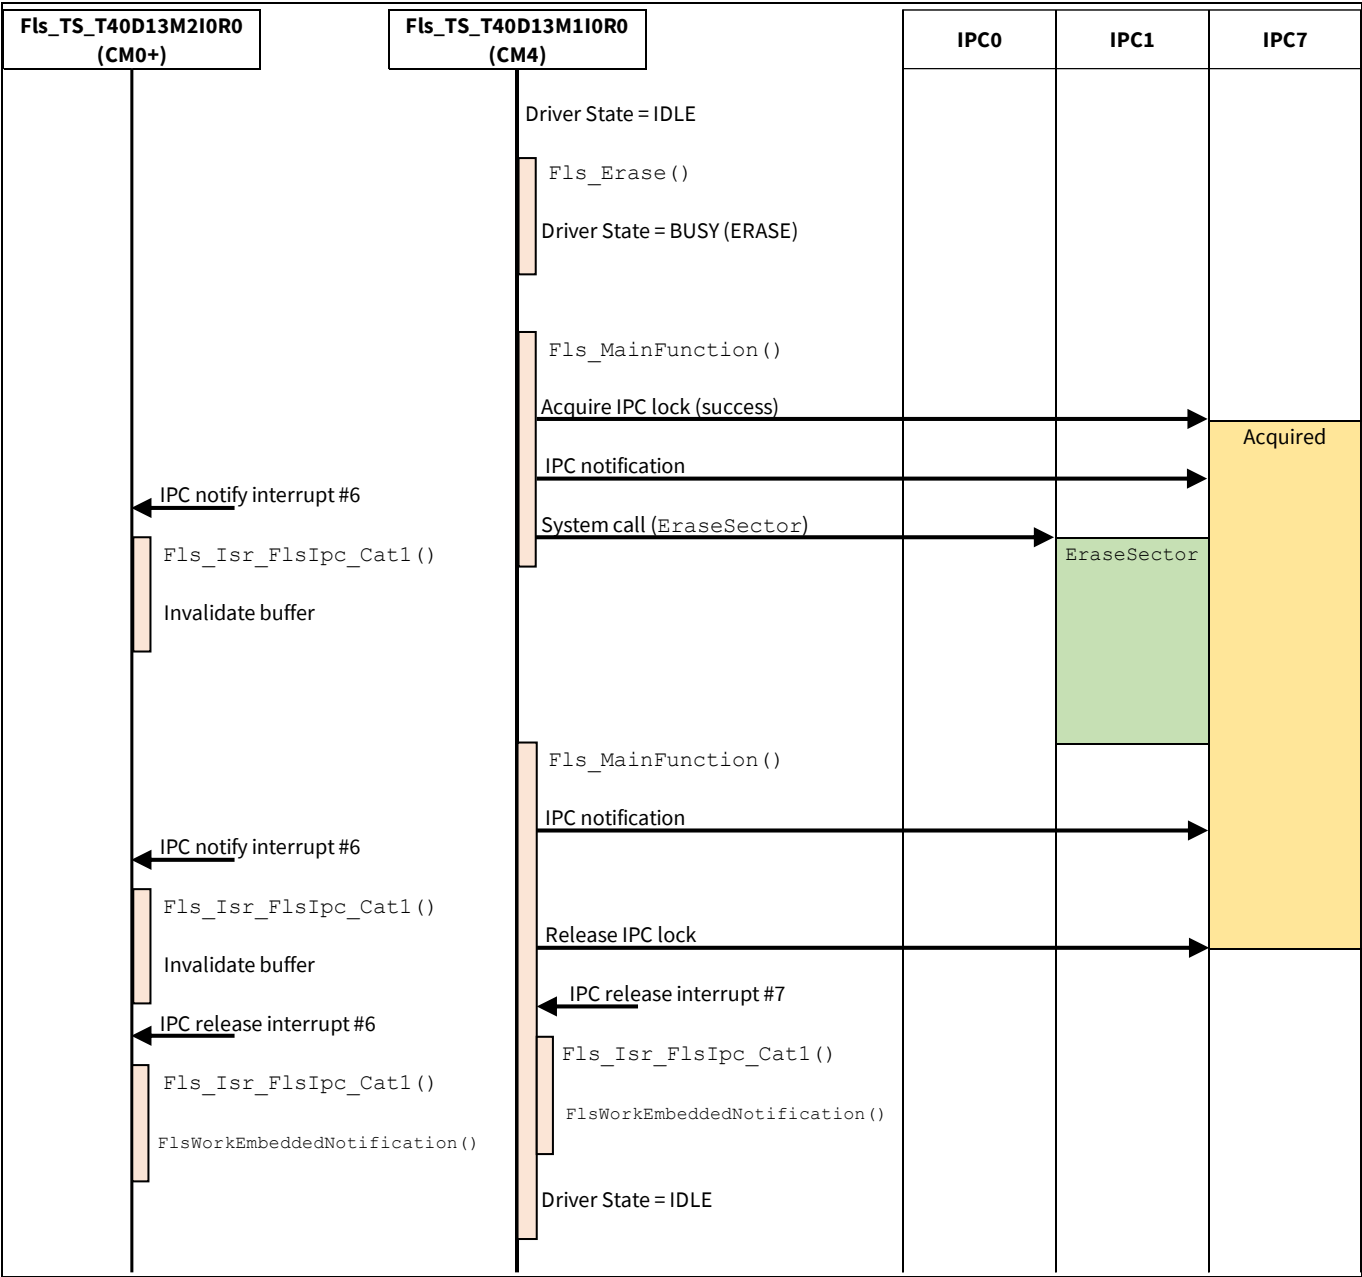 Fls_TS_T40D13M2I0R0
(CM0+)
Fls_TS_T40D13M1I0R0
(CM4)
IPC0
IPC1
IPC7
Driver State = IDLE
Fls_Erase()
Driver State = BUSY (ERASE)
Fls_MainFunction()
Acquire IPC lock (success)
Acquired
IPC notification
IPC notify interrupt #6
System call (EraseSector)
Fls_Isr_FlsIpc_Cat1()
EraseSector
Invalidate buffer
Fls_MainFunction()
IPC notification
IPC notify interrupt #6
Fls_Isr_FlsIpc_Cat1()
Release IPC lock
Invalidate buffer
IPC release interrupt #7
IPC release interrupt #6
Fls_Isr_FlsIpc_Cat1()
Fls_Isr_FlsIpc_Cat1()
FlsWorkEmbeddedNotification()
FlsWorkEmbeddedNotification()
Driver State = IDLE